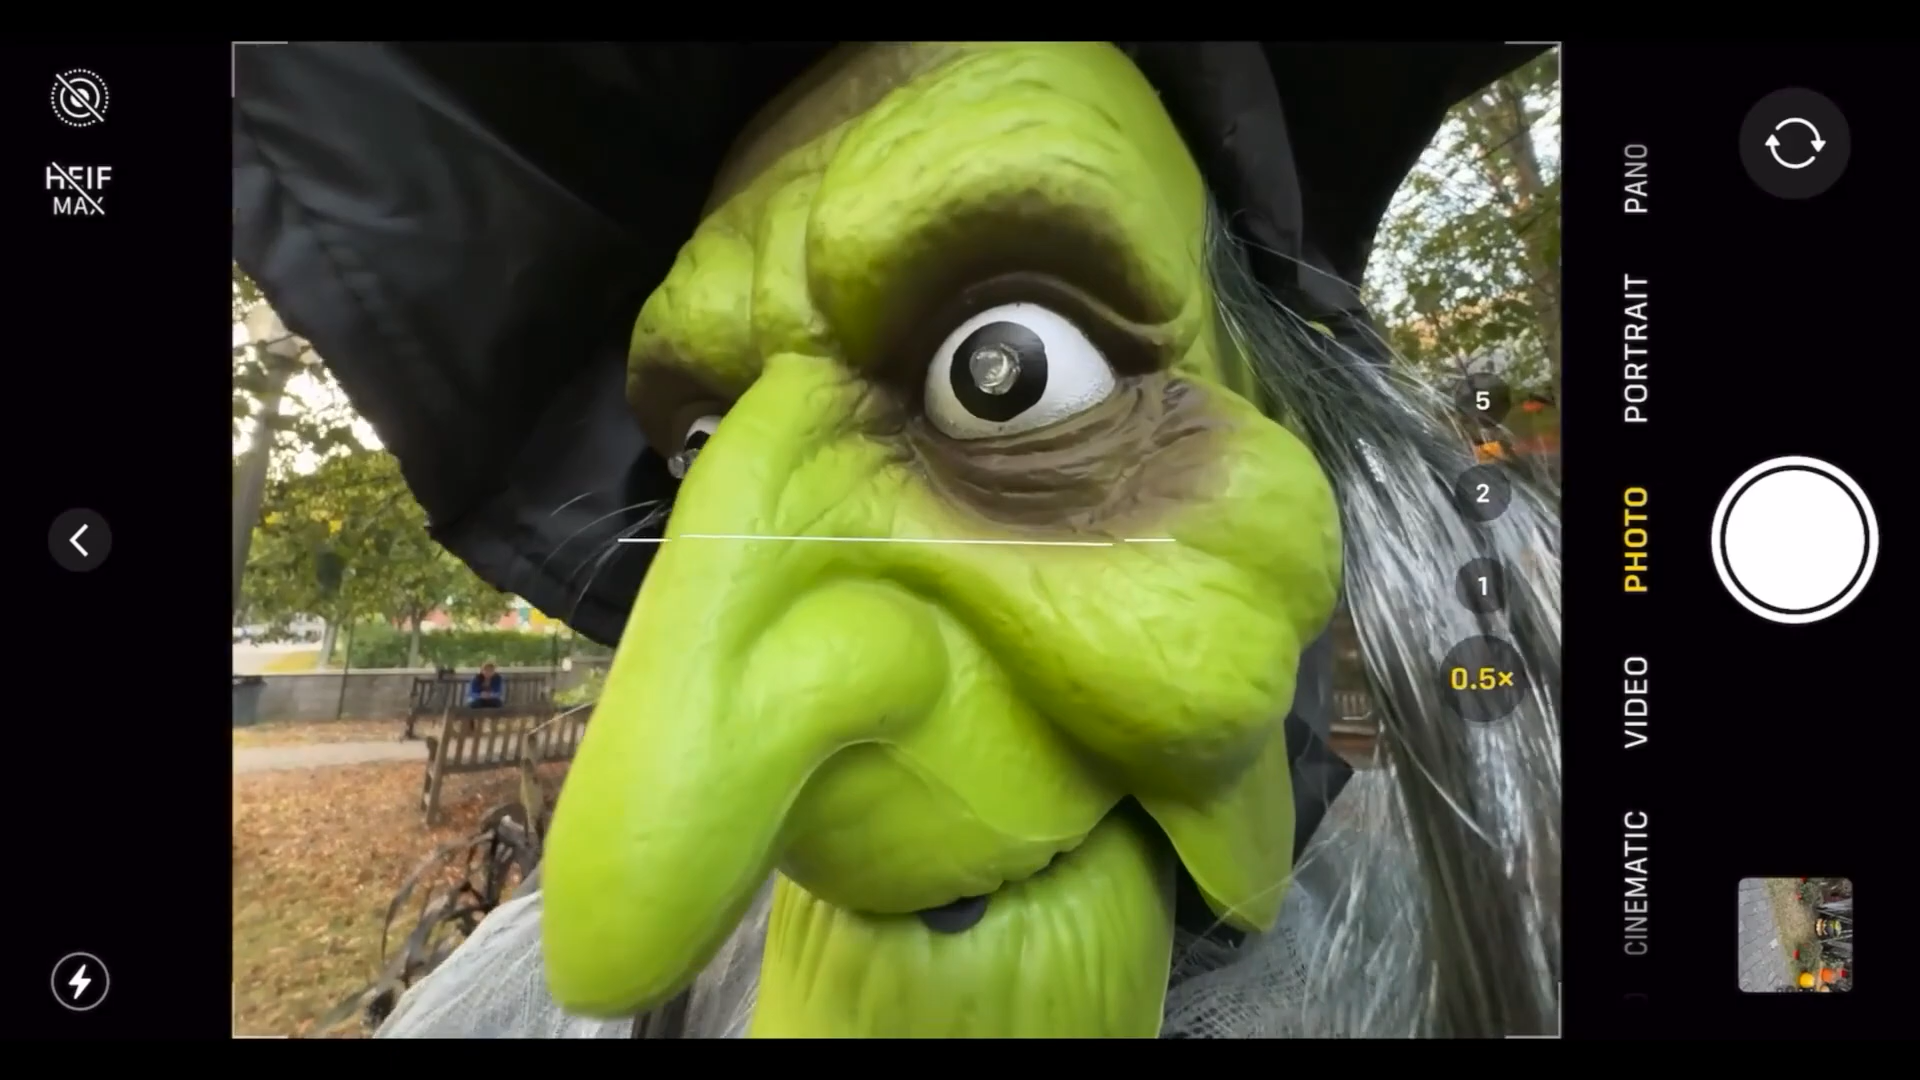 HEIF
MAX
PANO
PORTRAIT
PHOTO
VIDEO
CINEMATIC
5
2
1
0.5×